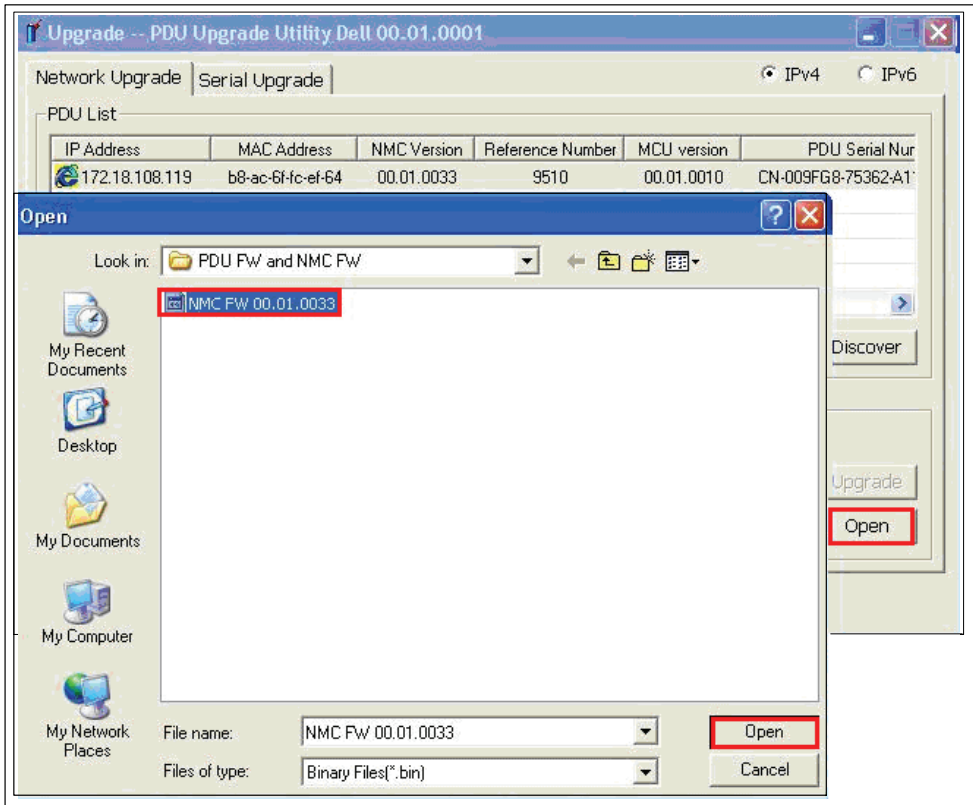 Upgrade -- PDU Upgrade Utility Dell 00.01.0001
Network Upgrade Serial Upgrade IPv4 IPv6
PDU List
IP Address MAC Address NMC Version Reference Number MCU version PDU Serial Nur
172.18.108.119 b8-ac-6f-fc-ef-64 00.01.0033 9510 00.01.0010 CN-009FG8-75362-A1
Open
Look in: PDU FW and NMC FW
NMC FW 00.01.0033
My Recent
Documents
Discover
Desktop
Upgrade
My Documents
Open
My Computer
My Network
Places
File name: NMC FW 00.01.0033 Open
Files of type: Binary Files(*.bin) Cancel